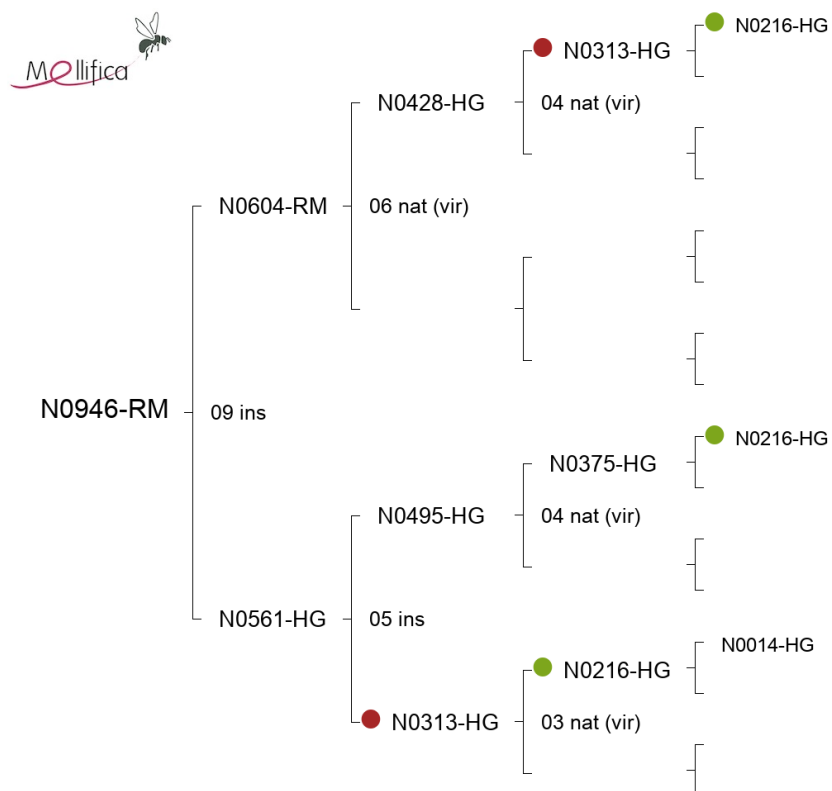 Mellifica
N0216-HG
N0313-HG
N0428-HG
04 nat (vir)
N0604-RM
06 nat (vir)
N0946-RM
09 ins
N0216-HG
N0375-HG
N0495-HG
04 nat (vir)
N0561-HG
05 ins
N0014-HG
N0216-HG
N0313-HG
03 nat (vir)